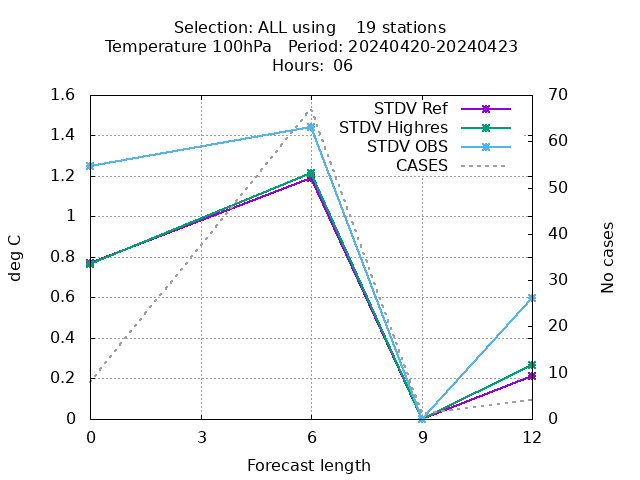 Selection: ALL using    19 stations
Temperature 100hPa   Period: 20240420-20240423
Hours:  06
STDV Ref
STDV Highres
STDV OBS
CASES
1.6
1.4
1.2
1
0.8
0.6
0.4
0.2
0
70
60
50
40
30
20
10
0
deg C
No cases
0 3 6 9 12
Forecast length